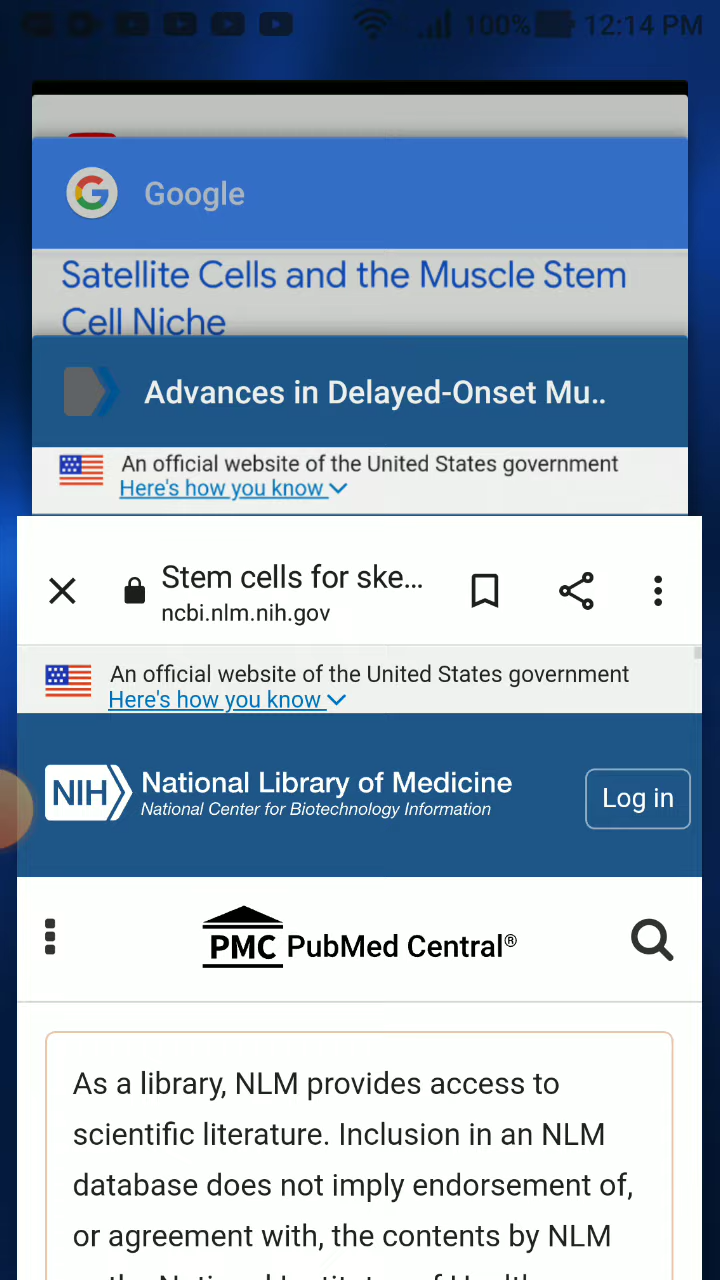 100% 12:14 PM
Google
Satellite Cells and the Muscle Stem
Cell Niche
Advances in Delayed-Onset Mu..
An official website of the United States government
Here's how you know
Stem cells for ske...
ncbi.nlm.nih.gov
An official website of the United States government
Here's how you know
NIH National Library of Medicine
National Center for Biotechnology Information
Log in
PMC PubMed Central®
As a library, NLM provides access to
scientific literature. Inclusion in an NLM
database does not imply endorsement of,
or agreement with, the contents by NLM